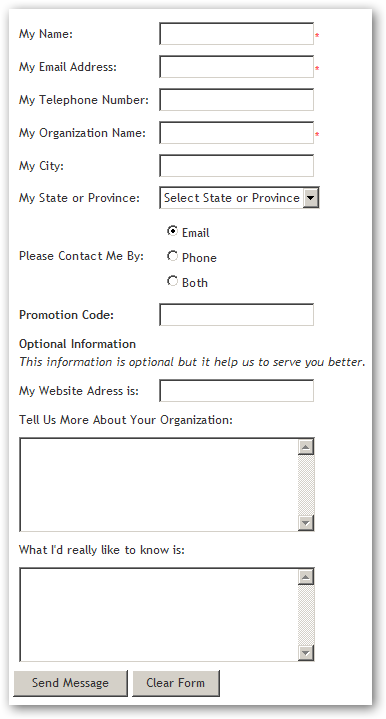 My Name: *
My Email Address: *
My Telephone Number:
My Organization Name: *
My City:
My State or Province: Select State or Province
Email
Please Contact Me By: Phone
Both
Promotion Code:
Optional Information
This information is optional but it help us to serve you better.
My Website Adress is:
Tell Us More About Your Organization:
What I'd really like to know is:
Send Message Clear Form